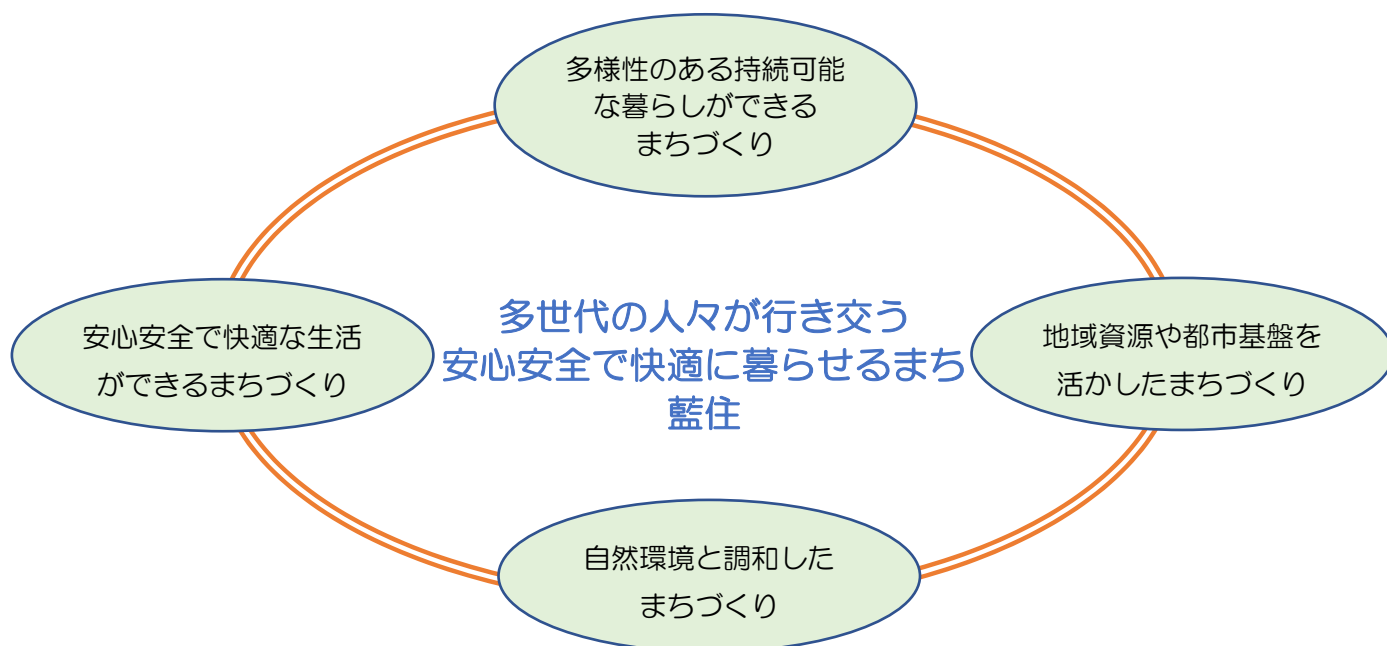 多様性のある持続可能
な暮らしができる
まちづくり
安心安全で快適な生活
ができるまちづくり
多世代の人々が行き交う
安心安全で快適に暮らせるまち
藍住
地域資源や都市基盤を
活かしたまちづくり
自然環境と調和した
まちづくり